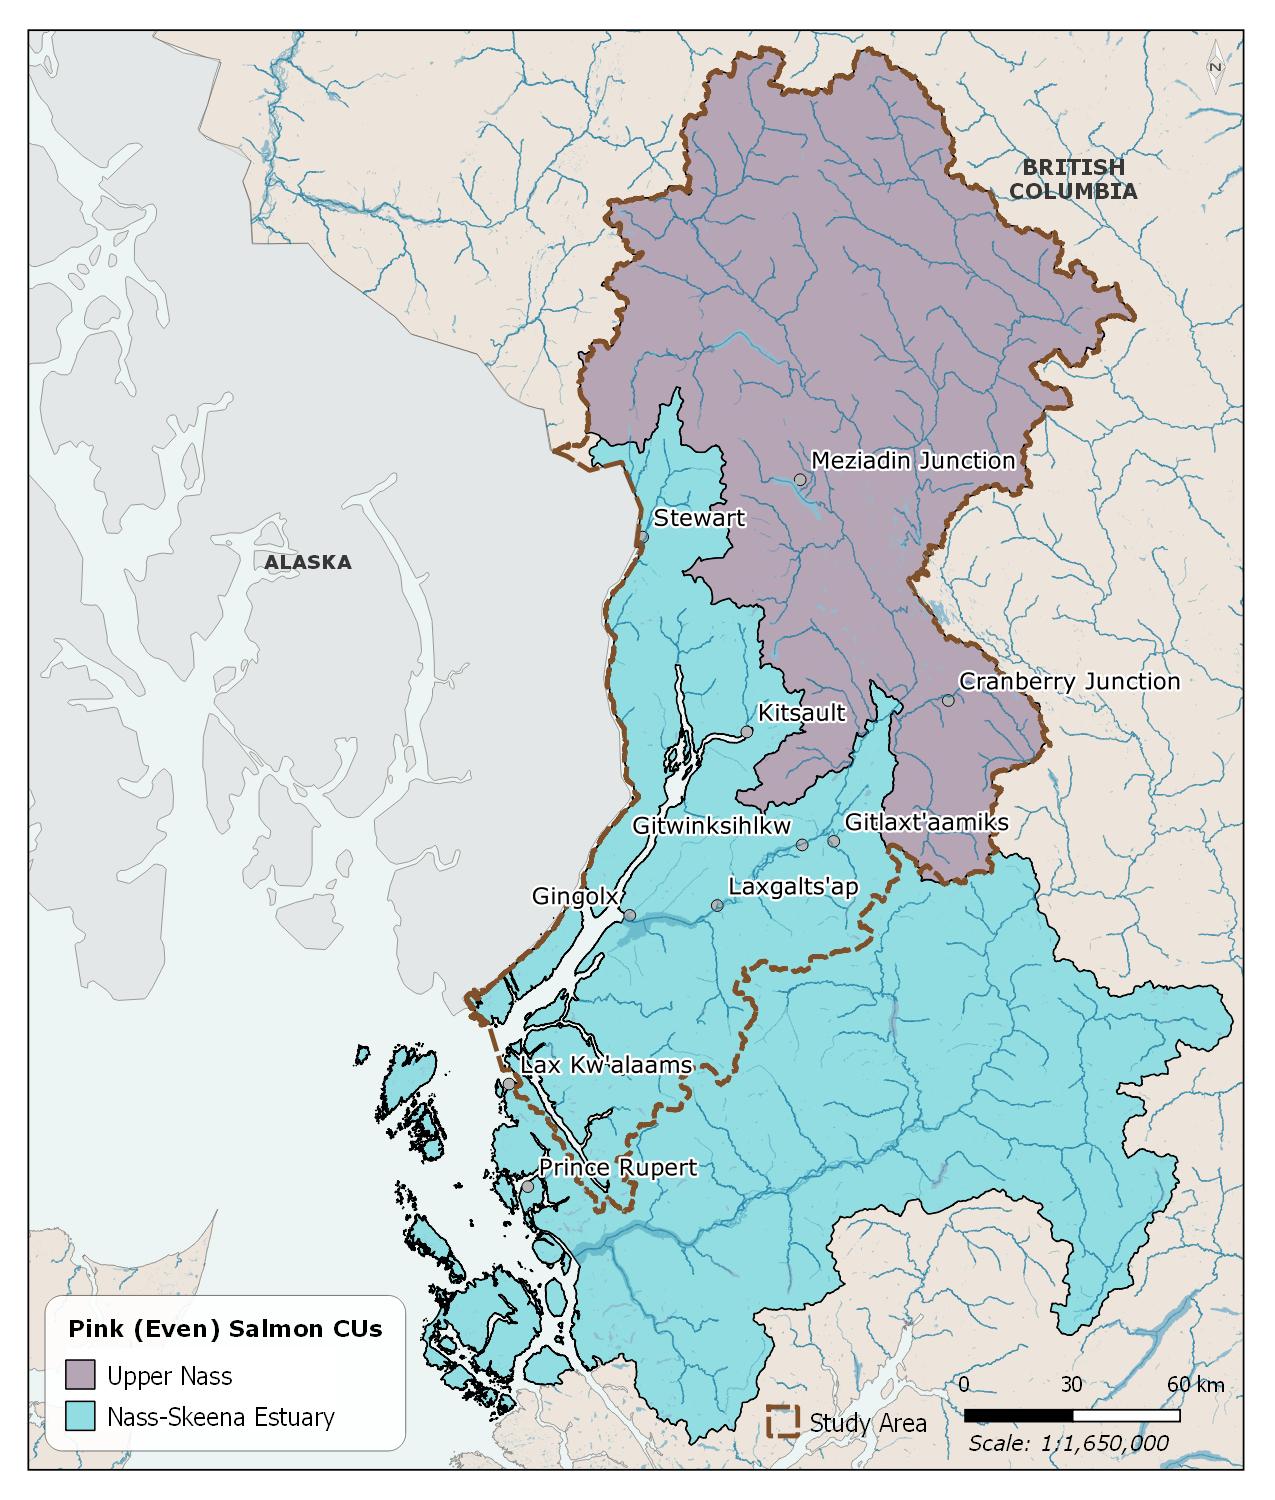 N
BRITISH
COLUMBIA
Meziadin Junction
Stewart
ALASKA
Cranberry Junction
Kitsault
Gitwinksihlkw
Gitlaxt'aamiks
Laxgalts'ap
Gingolx
Lax Kw'alaams
Prince Rupert
Pink (Even) Salmon CUs
Upper Nass
Nass-Skeena Estuary
Study Area
0 30 60 km
Scale: 1:1,650,000